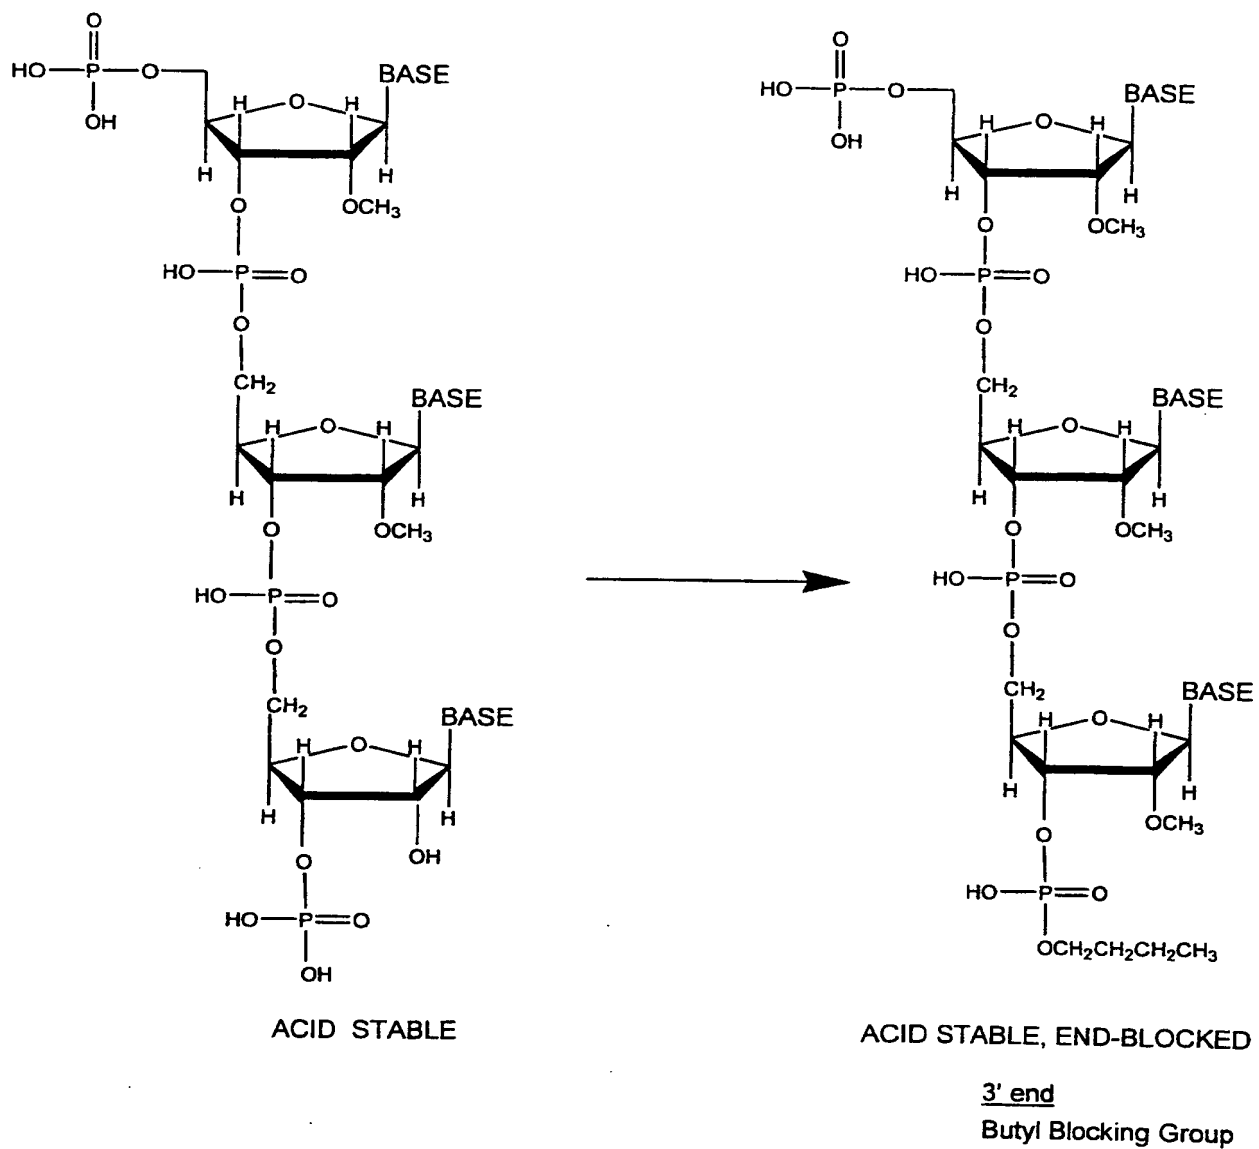 O
HO P O
OH
BASE
H O H
H H
O OCH3
HO P O
O
CH2
BASE
H O H
H H
O OCH3
HO P O
O
CH2
BASE
H O H
H H
O OH
HO P O
OH
ACID STABLE
O
HO P O
OH
BASE
H O H
H H
O OCH3
HO P O
O
CH2
BASE
H O H
H H
O OCH3
HO P O
O
CH2
BASE
H O H
H H
O OCH3
HO P O
OCH2CH2CH2CH3
ACID STABLE, END-BLOCKED
3' end
Butyl Blocking Group